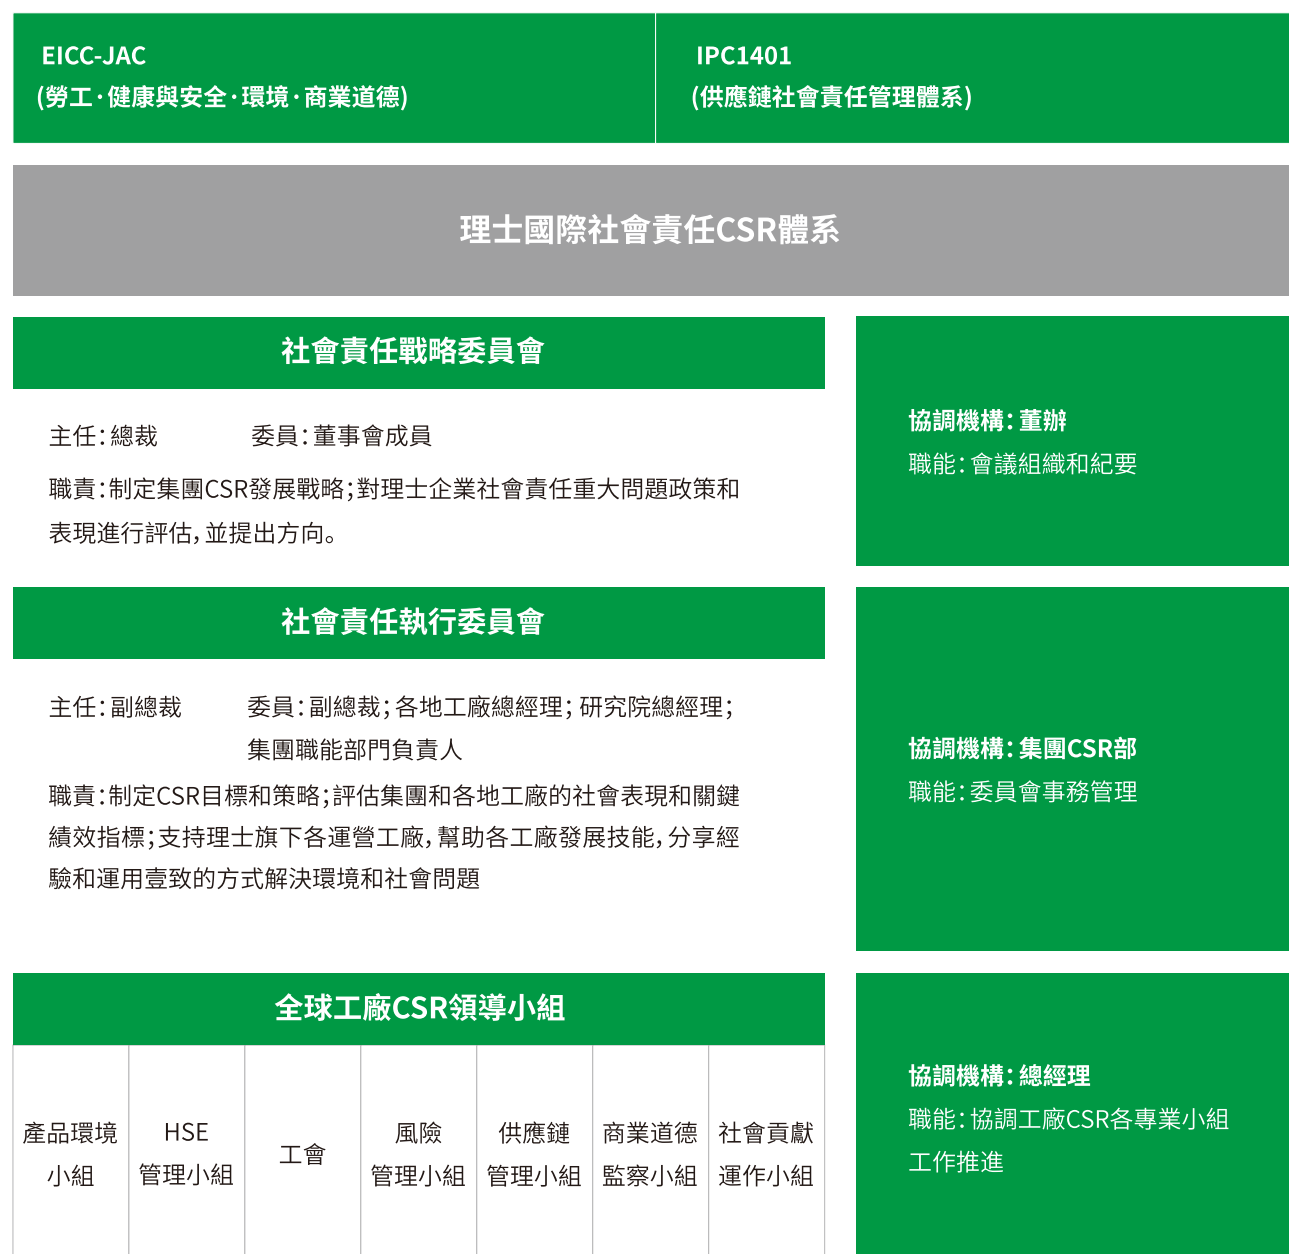 EICC-JAC
(勞工·健康與安全·環境·商業道德)
IPC1401
(供應鏈社會責任管理體系)
理士國際社會責任CSR體系
社會責任戰略委員會
主任：總裁
委員：董事會成員
職責：制定集團CSR發展戰略；對理士企業社會責任重大問題政策和
表現進行評估，並提出方向。
協調機構：董辦
職能：會議組織和紀要
社會責任執行委員會
主任：副總裁
委員：副總裁；各地工廠總經理；研究院總經理；
集團職能部門負責人
職責：制定CSR目標和策略；評估集團和各地工廠的社會表現和關鍵
績效指標；支持理士旗下各運營工廠，幫助各工廠發展技能，分享經
驗和運用壹致的方式解決環境和社會問題
協調機構：集團CSR部
職能：委員會事務管理
全球工廠CSR領導小組
產品環境
小組
HSE
管理小組
工會
風險
管理小組
供應鏈
管理小組
商業道德
監察小組
社會貢獻
運作小組
協調機構：總經理
職能：協調工廠CSR各專業小組
工作推進